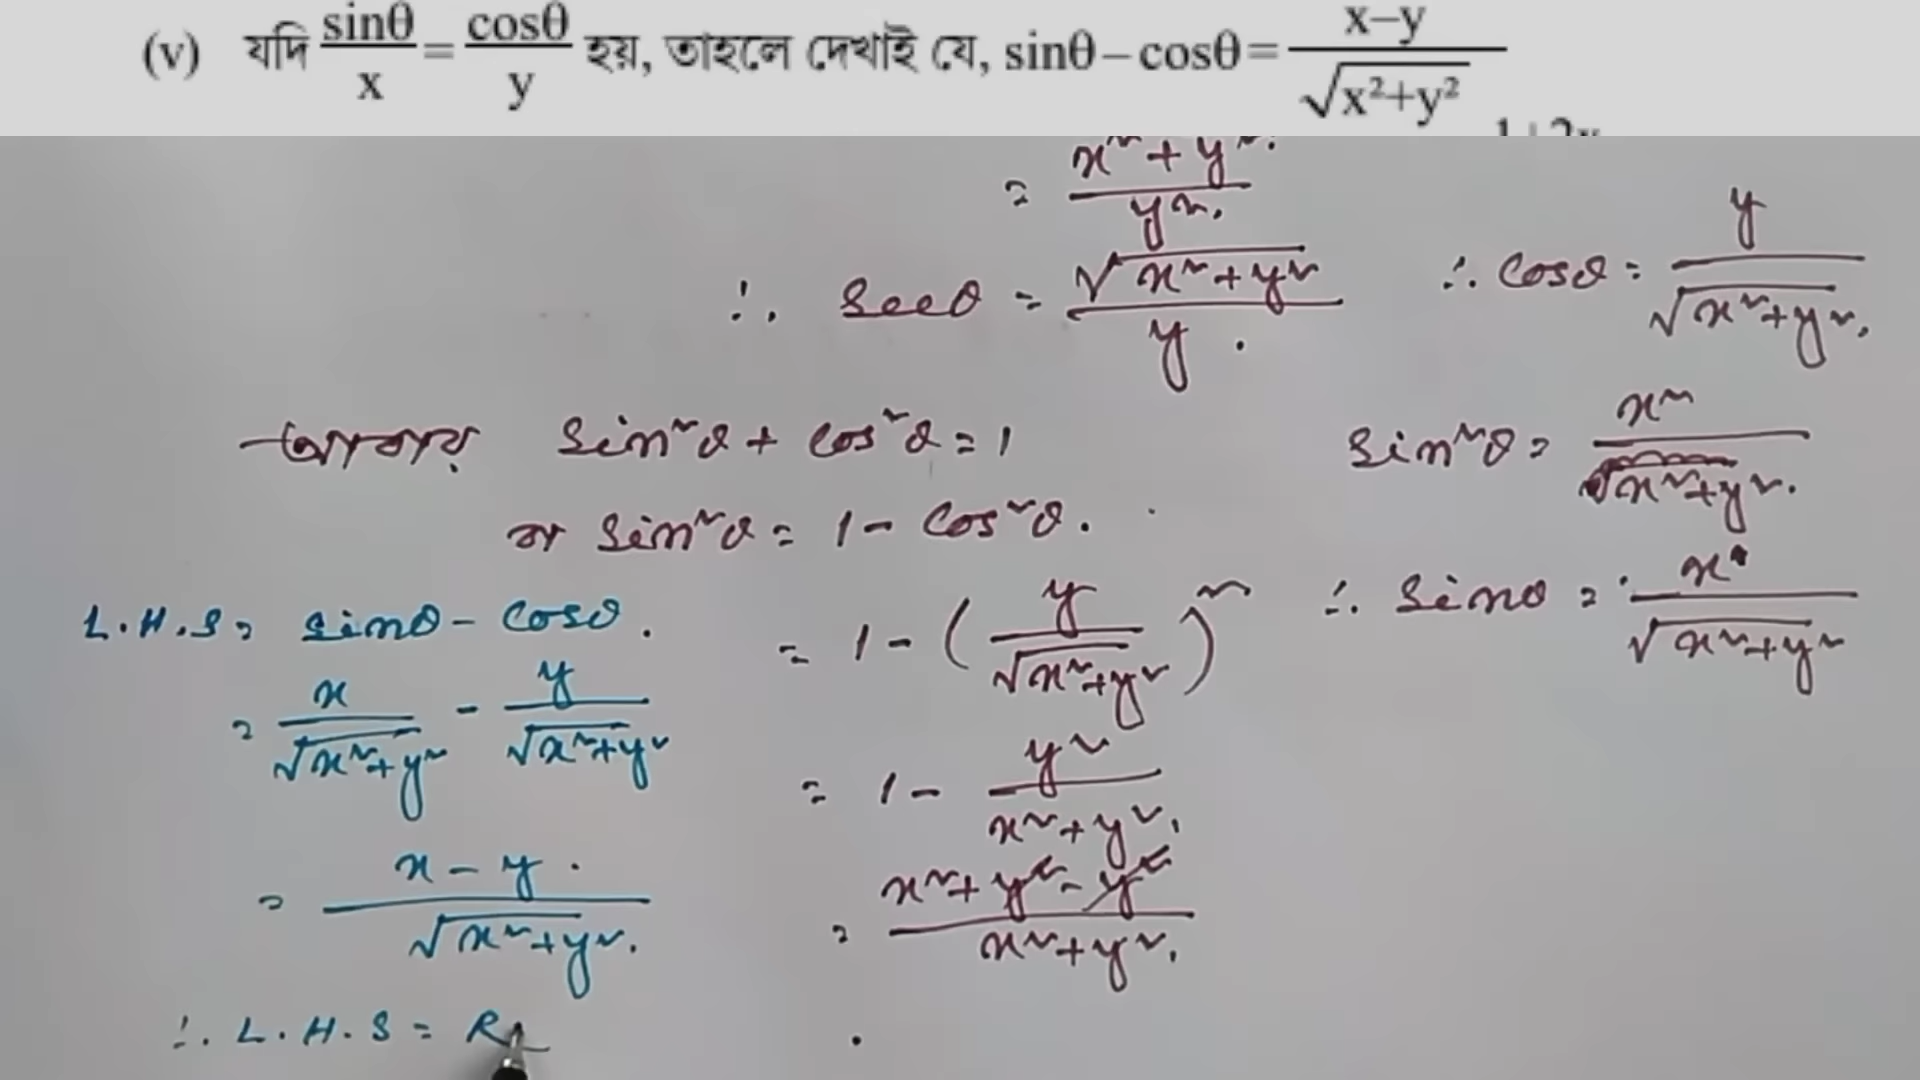 (v) যদি sinθ/x = cosθ/y হয়, তাহলে দেখাই যে, sinθ – cosθ = x–y/√x²+y²
= x²+y²/y²
∴ secθ = √x²+y²/y . ∴ cosθ = y/√x²+y².
আবার sin²θ + cos²θ = 1
বা sin²θ = 1 - cos²θ.
= 1 - (y/√x²+y²)²
= 1 - y²/x²+y²
= x²+y²-y²/x²+y²
sin²θ = x²/x²+y².
∴ sinθ = x/√x²+y²
L.H.S = sinθ - cosθ.
= x/√x²+y² - y/√x²+y²
= x-y/√x²+y².
∴ L.H.S = R